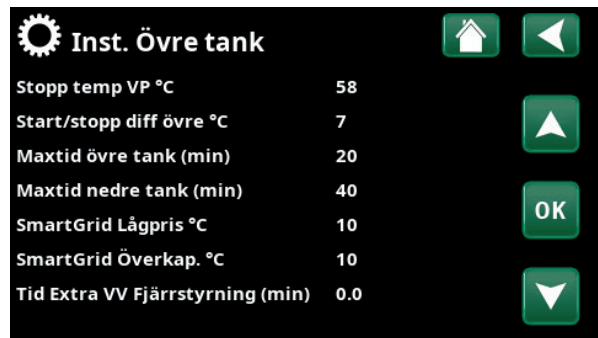 Inst. Övre tank
Stopp temp VP °C 58
Start/stopp diff övre °C 7
Maxtid övre tank (min) 20
Maxtid nedre tank (min) 40
SmartGrid Lågpris °C 10
SmartGrid Överkap. °C 10
Tid Extra VV Fjärrstyrning (min) 0.0
OK